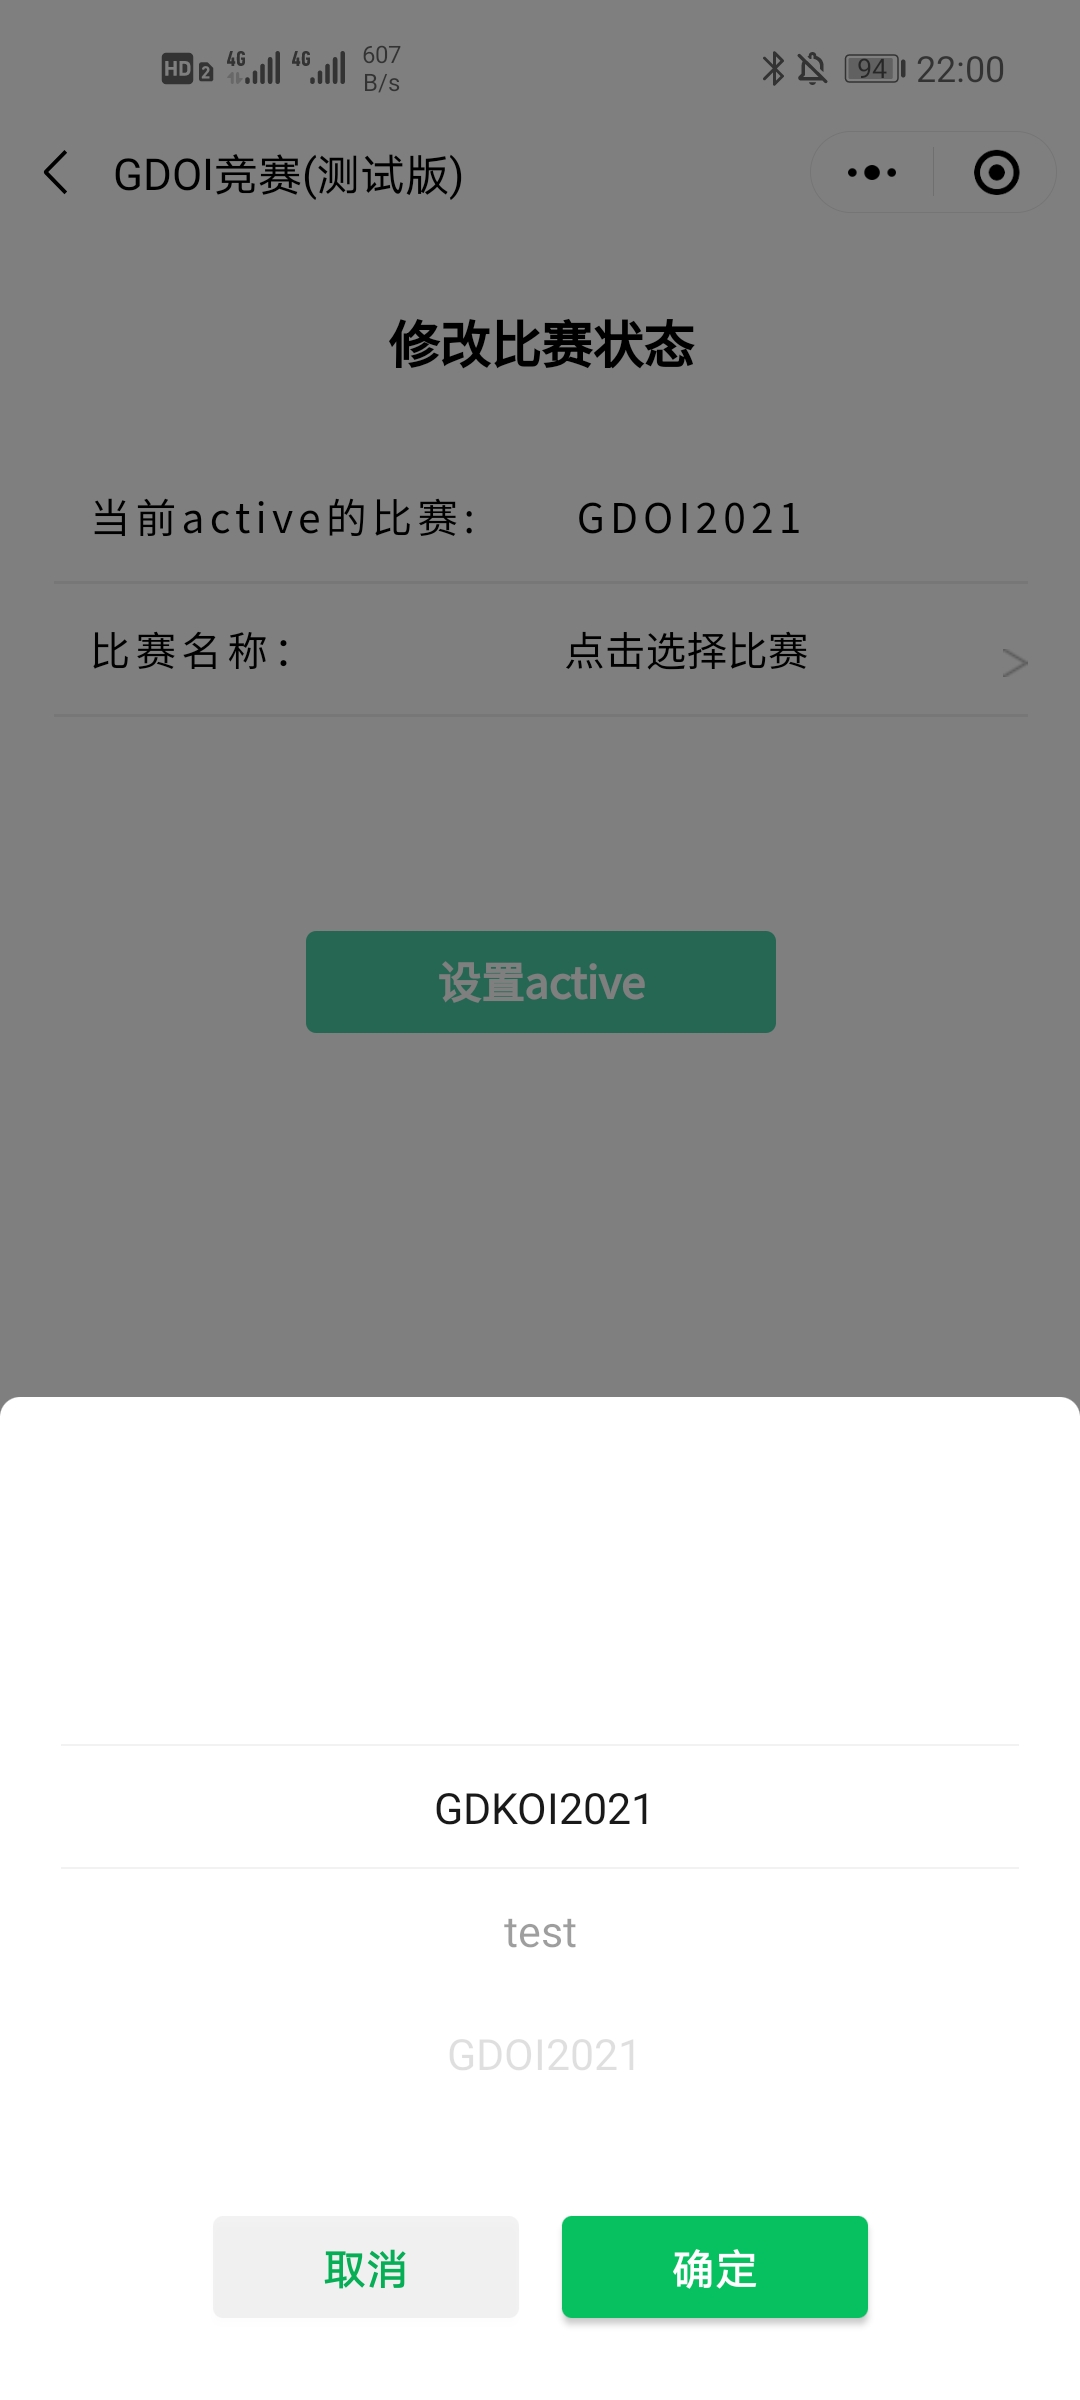 HD 2 4G 4G 607 B/s 94 22:00
GDOI竞赛(测试版)
修改比赛状态
当前active的比赛: GDOI2021
比赛名称: 点击选择比赛 >
设置active
GDKOI2021
test
GDOI2021
取消 确定